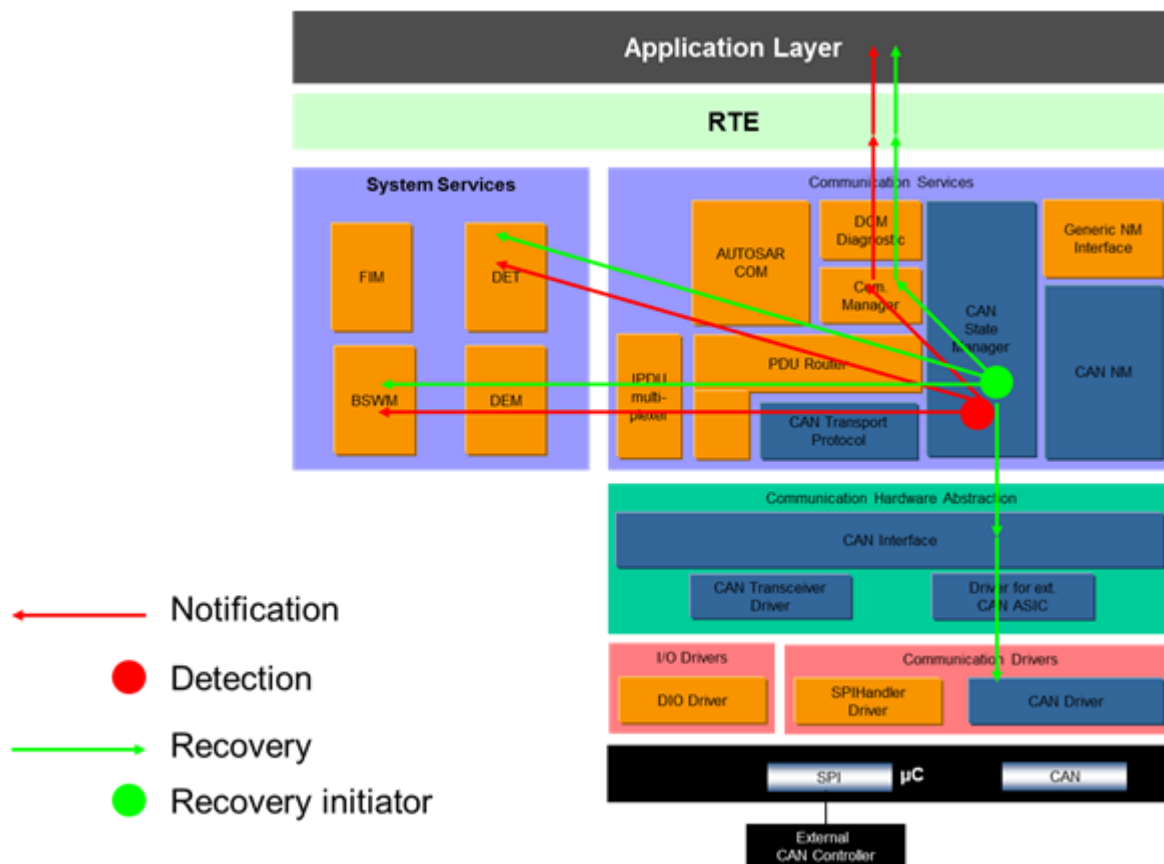 Application Layer
RTE
System Services
FIM
DET
BSWM
DEM
Communication Services
AUTOSAR
COM
DCM
Diagnostic
Com.
Manager
CAN
State
Manager
Generic NM
Interface
CAN NM
PDU Router
IPDU
multi-
plexer
CAN Transport
Protocol
Communication Hardware Abstraction
CAN Interface
CAN Transceiver
Driver
Driver for ext.
CAN ASIC
I/O Drivers
DIO Driver
Communication Drivers
SPIHandler
Driver
CAN Driver
SPI
µC
CAN
External
CAN Controller
Notification
Detection
Recovery
Recovery initiator